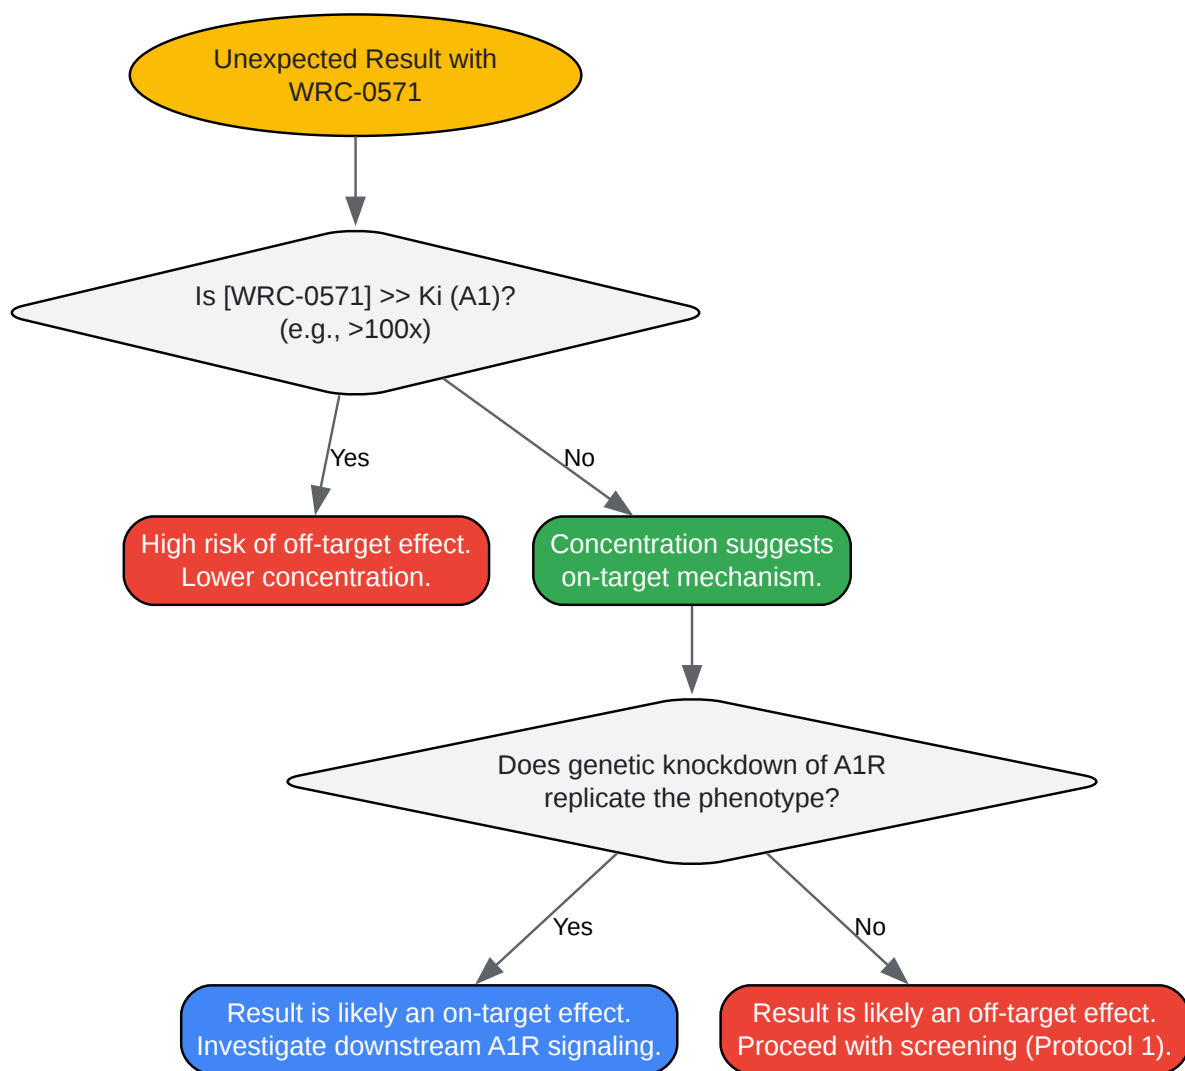 Unexpected Result with
WRC-0571
Is [WRC-0571] >> Ki (A1)?
(e.g., >100x)
Yes
No
High risk of off-target effect.
Lower concentration.
Concentration suggests
on-target mechanism.
Does genetic knockdown of A1R
replicate the phenotype?
Yes
No
Result is likely an on-target effect.
Investigate downstream A1R signaling.
Result is likely an off-target effect.
Proceed with screening (Protocol 1).